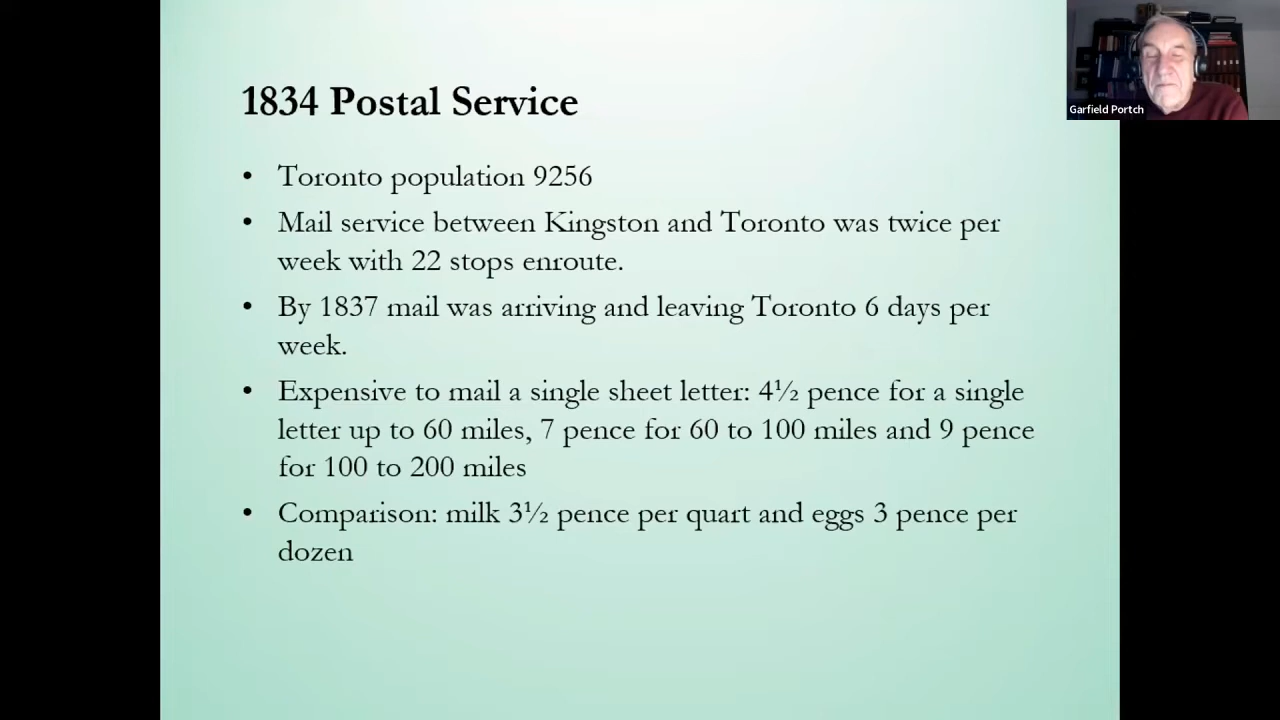 1834 Postal Service
Garfield Portch
• Toronto population 9256
• Mail service between Kingston and Toronto was twice per
week with 22 stops enroute.
• By 1837 mail was arriving and leaving Toronto 6 days per
week.
• Expensive to mail a single sheet letter: 4½ pence for a single
letter up to 60 miles, 7 pence for 60 to 100 miles and 9 pence
for 100 to 200 miles
• Comparison: milk 3½ pence per quart and eggs 3 pence per
dozen